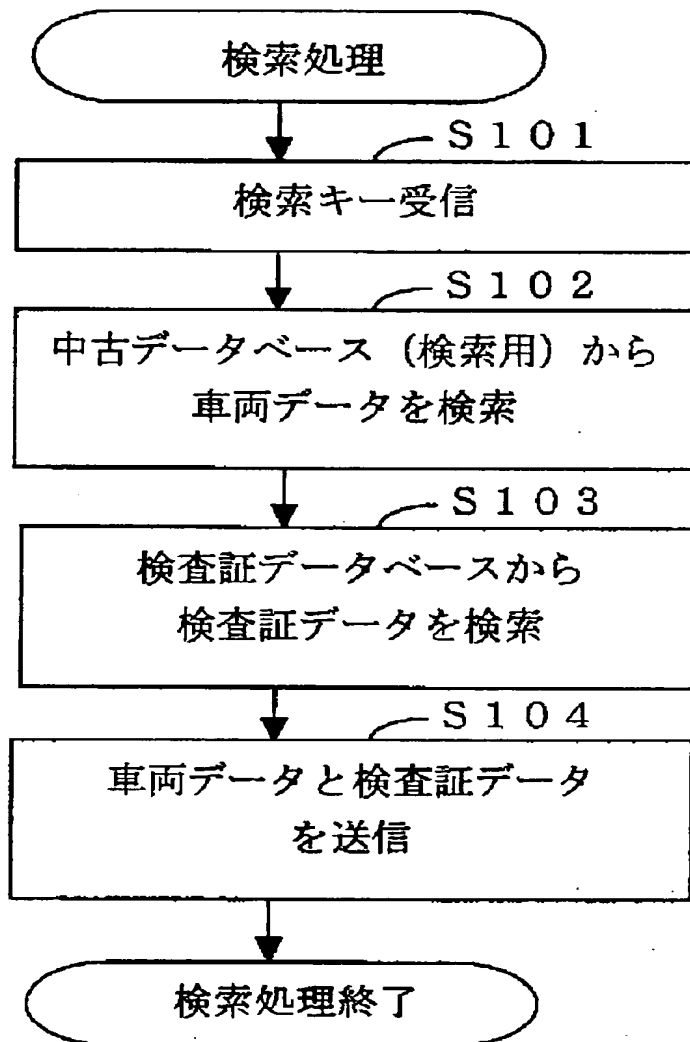 検索処理
S101
検索キー受信
S102
中古データベース（検索用）から
車両データを検索
S103
検査証データベースから
検査証データを検索
S104
車両データと検査証データ
を送信
検索処理終了